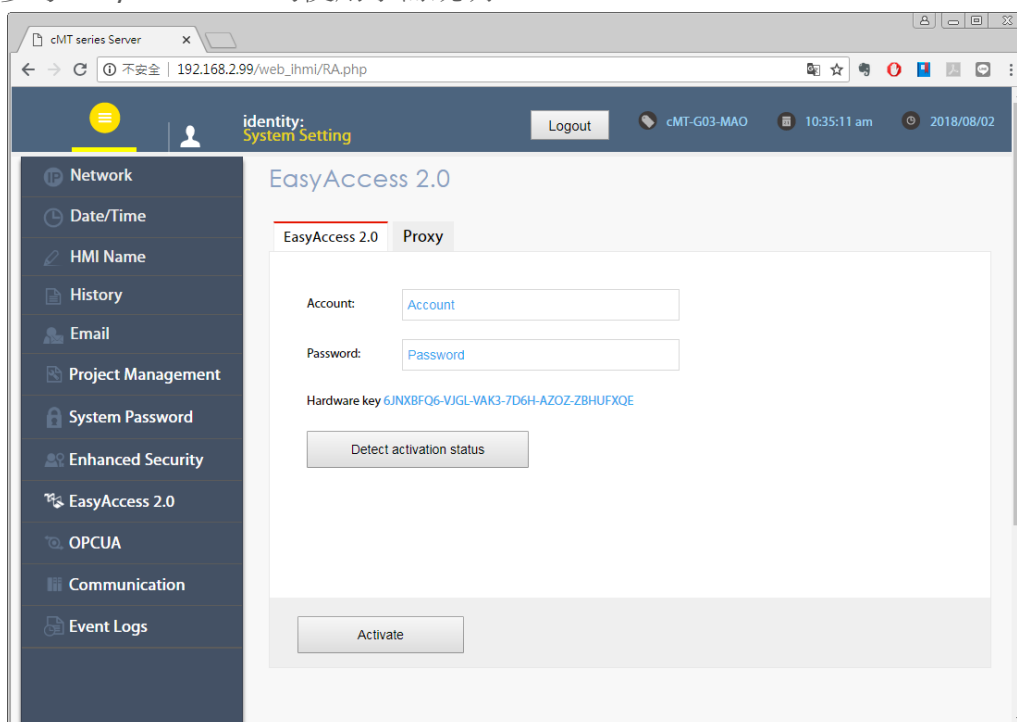 cMT series Server
不安全 | 192.168.2.99/web_ihmi/RA.php
identity:
System Setting
Logout
cMT-G03-MAO
10:35:11 am
2018/08/02
Network
Date/Time
HMI Name
History
Email
Project Management
System Password
Enhanced Security
EasyAccess 2.0
OPCUA
Communication
Event Logs
EasyAccess 2.0
EasyAccess 2.0
Proxy
Account:
Account
Password:
Password
Hardware key 6JNXBFQ6-VJGL-VAK3-7D6H-AZOZ-ZBHUFXQE
Detect activation status
Activate